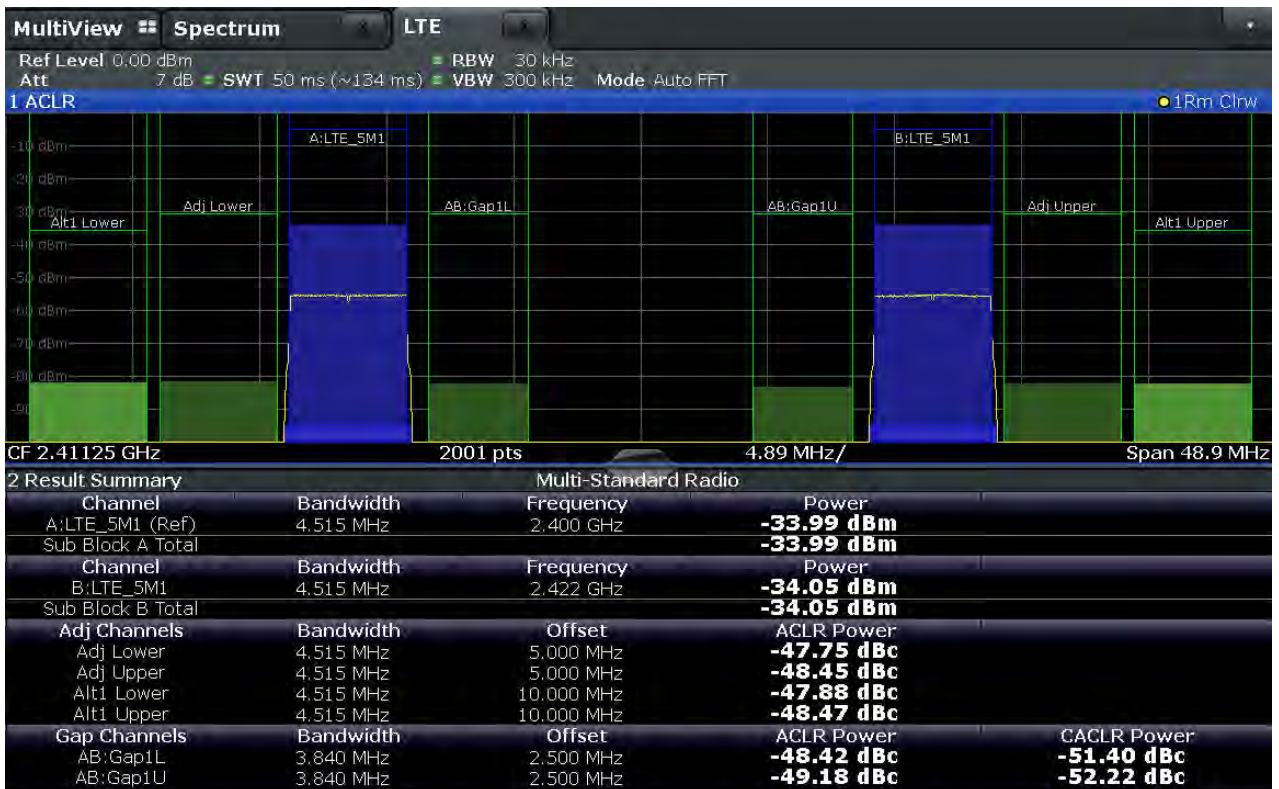 MultiView Spectrum x LTE x
Ref Level 0.00 dBm RBW 30 kHz
Att 7 dB SWT 50 ms (~134 ms) VBW 300 kHz Mode Auto FFT
1 ACLR 1Rm Clrw
A:LTE_5M1 B:LTE_5M1
-10 dBm
-20 dBm
Adj Lower AB:Gap1L AB:Gap1U Adj Upper
-30 dBm
Alt1 Lower Alt1 Upper
-40 dBm
-50 dBm
-60 dBm
-70 dBm
-80 dBm
-90
CF 2.41125 GHz 2001 pts 4.89 MHz/ Span 48.9 MHz
2 Result Summary Multi-Standard Radio
Channel Bandwidth Frequency Power
A:LTE_5M1 (Ref) 4.515 MHz 2.400 GHz -33.99 dBm
Sub Block A Total -33.99 dBm
Channel Bandwidth Frequency Power
B:LTE_5M1 4.515 MHz 2.422 GHz -34.05 dBm
Sub Block B Total -34.05 dBm
Adj Channels Bandwidth Offset ACLR Power
Adj Lower 4.515 MHz 5.000 MHz -47.75 dBc
Adj Upper 4.515 MHz 5.000 MHz -48.45 dBc
Alt1 Lower 4.515 MHz 10.000 MHz -47.88 dBc
Alt1 Upper 4.515 MHz 10.000 MHz -48.47 dBc
Gap Channels Bandwidth Offset ACLR Power CACLR Power
AB:Gap1L 3.840 MHz 2.500 MHz -48.42 dBc -51.40 dBc
AB:Gap1U 3.840 MHz 2.500 MHz -49.18 dBc -52.22 dBc